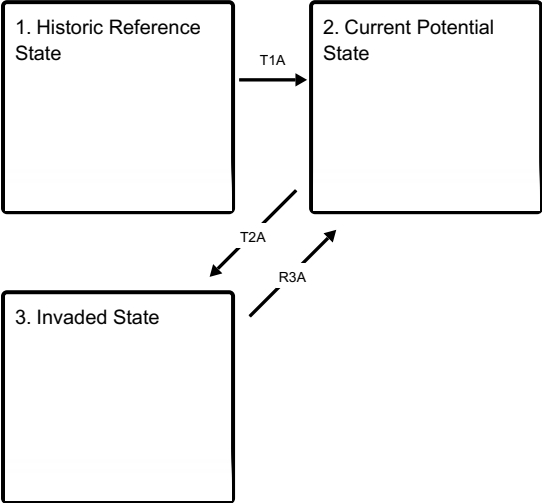 1. Historic Reference
State
2. Current Potential
State
T1A
T2A
R3A
3. Invaded State